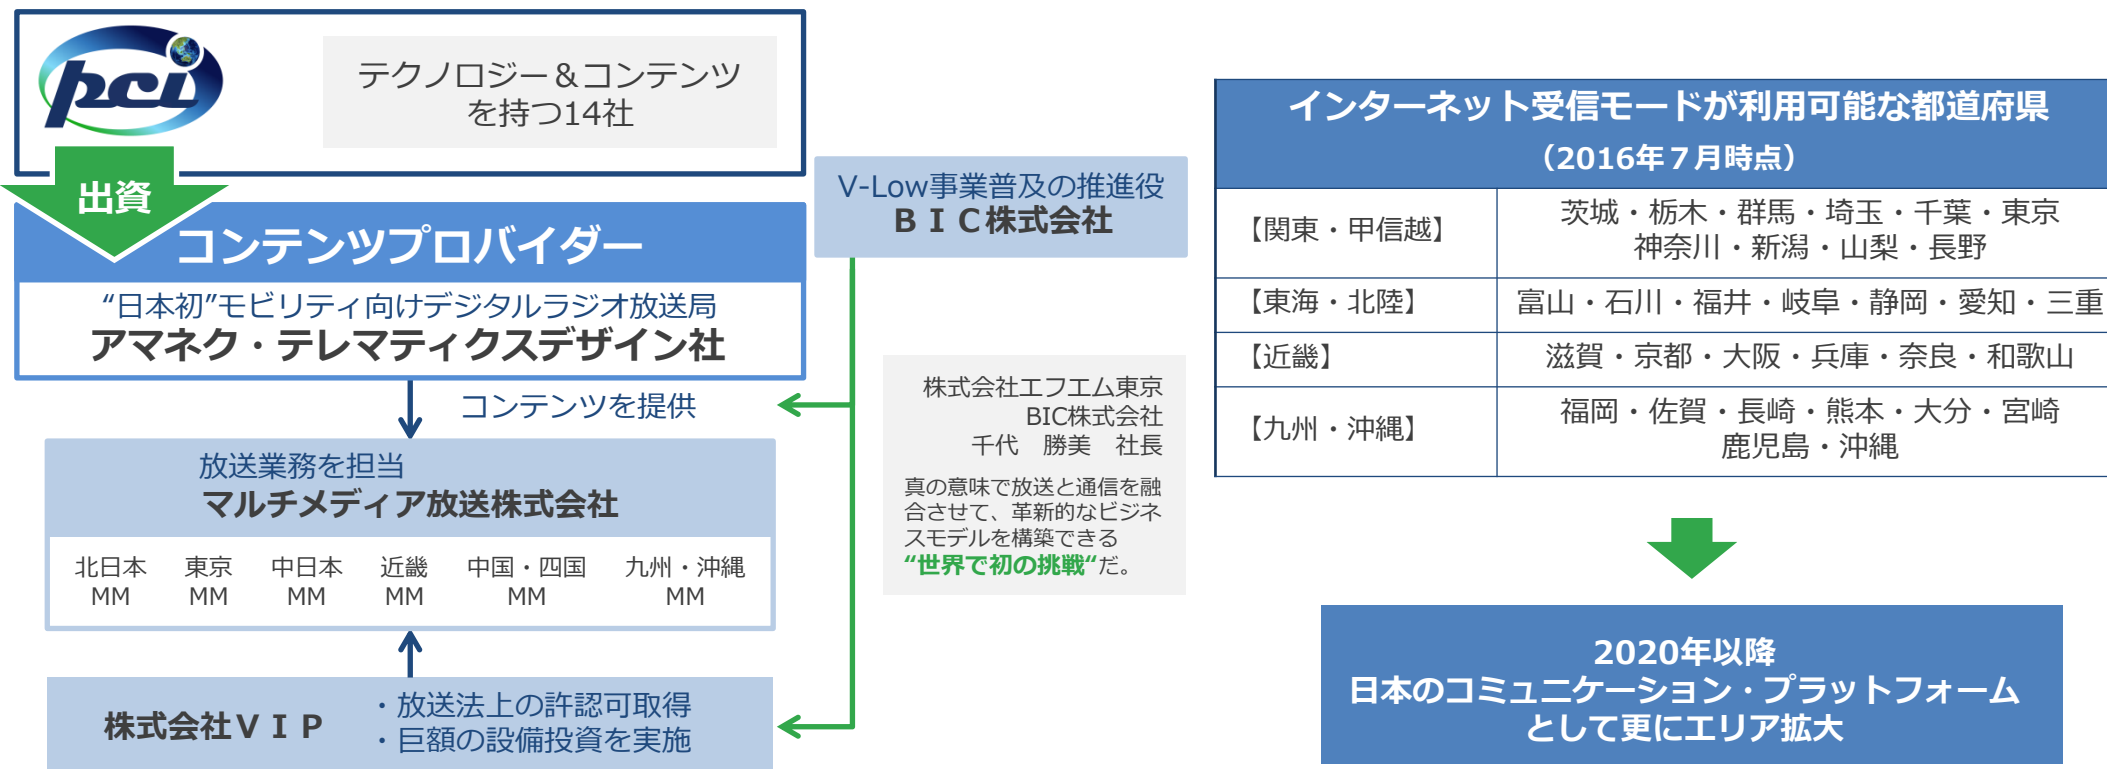 pci
テクノロジー＆コンテンツ
を持つ14社
出資
コンテンツプロバイダー
“日本初”モビリティ向けデジタルラジオ放送局
アマネク・テレマティクスデザイン社
コンテンツを提供
放送業務を担当
マルチメディア放送株式会社
北日本 東京 中日本 近畿 中国・四国 九州・沖縄
MM MM MM MM MM MM
株式会社ＶＩＰ
・放送法上の許認可取得
・巨額の設備投資を実施
V-Low事業普及の推進役
ＢＩＣ株式会社
株式会社エフエム東京
BIC株式会社
千代　勝美　社長
真の意味で放送と通信を融
合させて、革新的なビジネ
スモデルを構築できる
“世界で初の挑戦“だ。
インターネット受信モードが利用可能な都道府県
（2016年７月時点）
【関東・甲信越】
茨城・栃木・群馬・埼玉・千葉・東京
神奈川・新潟・山梨・長野
【東海・北陸】
富山・石川・福井・岐阜・静岡・愛知・三重
【近畿】
滋賀・京都・大阪・兵庫・奈良・和歌山
【九州・沖縄】
福岡・佐賀・長崎・熊本・大分・宮崎
鹿児島・沖縄
2020年以降
日本のコミュニケーション・プラットフォーム
として更にエリア拡大